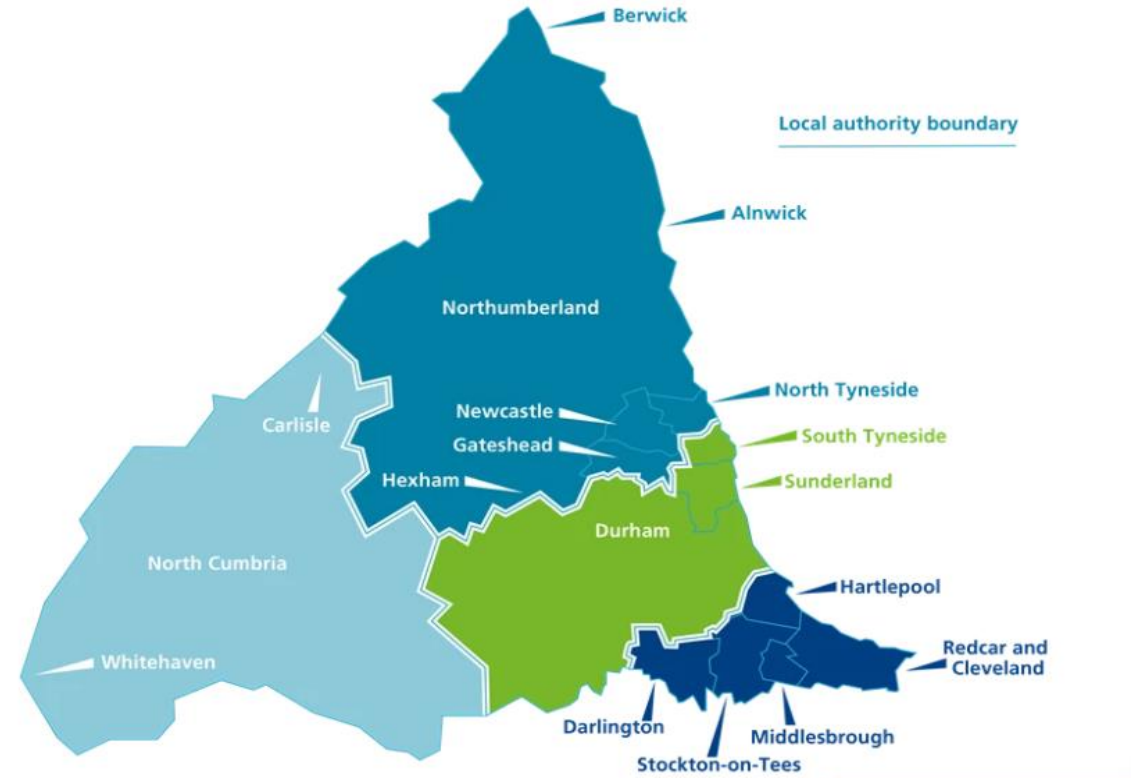 Berwick
Local authority boundary
Alnwick
Northumberland
North Tyneside
Newcastle
Carlisle
South Tyneside
Gateshead
Hexham
Sunderland
Durham
North Cumbria
Hartlepool
Redcar and
Cleveland
Whitehaven
Darlington
Middlesbrough
Stockton-on-Tees